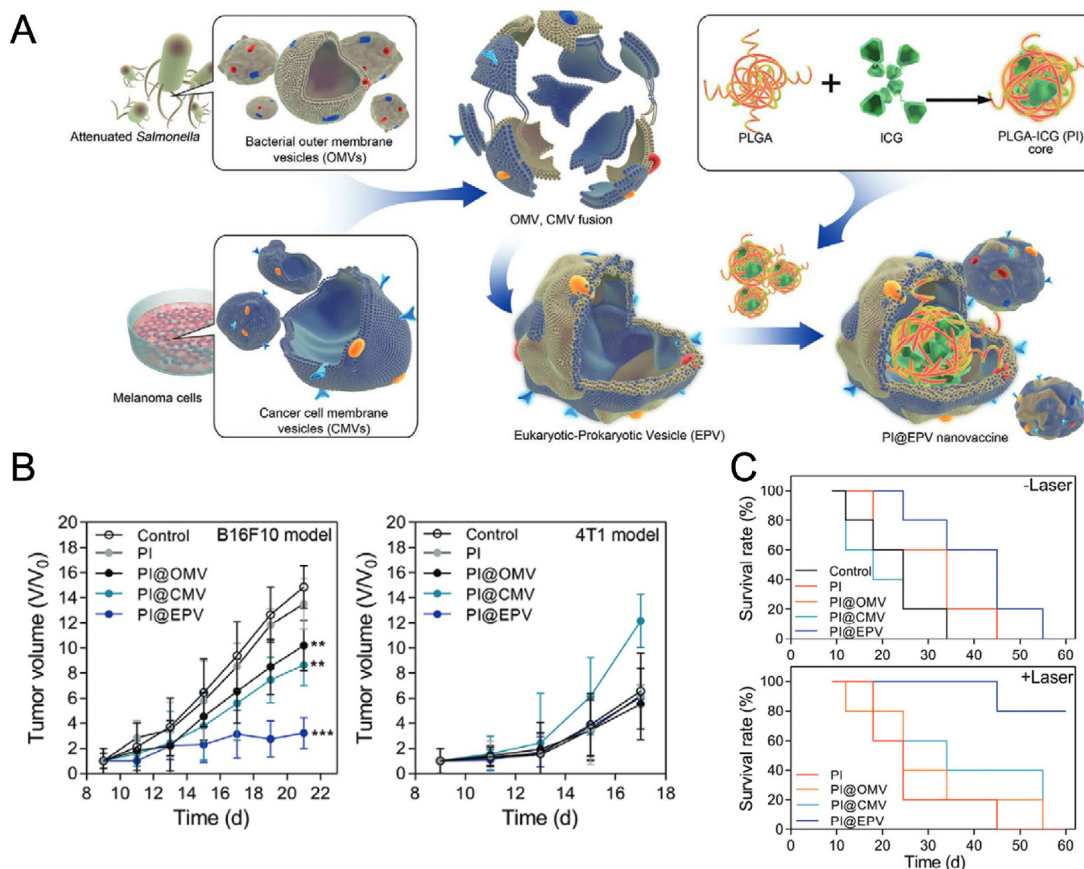 A
Attenuated Salmonella
Bacterial outer membrane
vesicles (OMVs)
OMV, CMV fusion
PLGA
+
ICG
PLGA-ICG (PI)
core
Melanoma cells
Cancer cell membrane
vesicles (CMVs)
Eukaryotic-Prokaryotic Vesicle (EPV)
PI@EPV nanovaccine
B
B16F10 model
Control
PI
PI@OMV
PI@CMV
PI@EPV
**
**
***
Tumor volume (V/V0)
20
18
16
14
12
10
8
6
4
2
0
8 10 12 14 16 18 20 22
Time (d)
4T1 model
Control
PI
PI@OMV
PI@CMV
PI@EPV
Tumor volume (V/V0)
20
18
16
14
12
10
8
6
4
2
0
8 10 12 14 16 18
Time (d)
C
-Laser
Survival rate (%)
100
80
60
40
20
0
Control
PI
PI@OMV
PI@CMV
PI@EPV
0 10 20 30 40 50 60
+Laser
Survival rate (%)
100
80
60
40
20
0
PI
PI@OMV
PI@CMV
PI@EPV
0 10 20 30 40 50 60
Time (d)